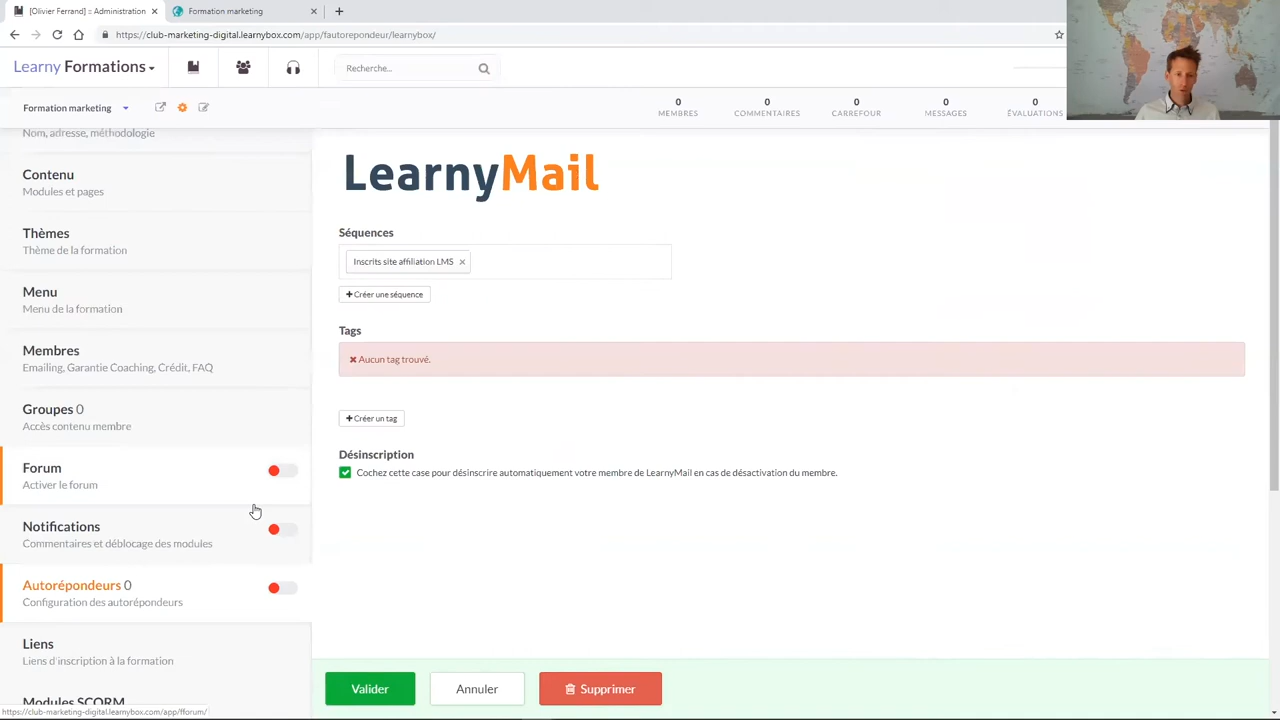 [Olivier Ferrand] :: Administration
Formation marketing
https://club-marketing-digital.learnybox.com/app/fautorepondeur/learnybox/
Learny Formations
Recherche...
Formation marketing
0
MEMBRES
0
COMMENTAIRES
0
CARREFOUR
0
MESSAGES
0
ÉVALUATIONS
Nom, adresse, méthodologie
Contenu
Modules et pages
Thèmes
Thème de la formation
Menu
Menu de la formation
Membres
Emailing, Garantie Coaching, Crédit, FAQ
Groupes 0
Accès contenu membre
Forum
Activer le forum
Notifications
Commentaires et déblocage des modules
Autorépondeurs 0
Configuration des autorépondeurs
Liens
Liens d'inscription à la formation
Modules SCORM
https://club-marketing-digital.learnybox.com/app/fforum/
LearnyMail
Séquences
Inscrits site affiliation LMS ×
+ Créer une séquence
Tags
Aucun tag trouvé.
+ Créer un tag
Désinscription
Cochez cette case pour désinscrire automatiquement votre membre de LearnyMail en cas de désactivation du membre.
Valider
Annuler
Supprimer